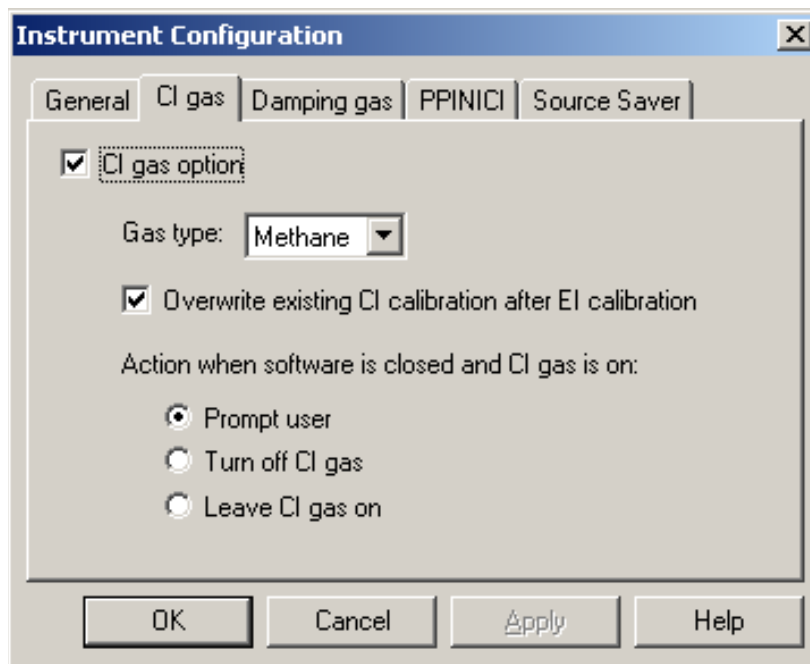 Instrument Configuration
General CI gas Damping gas PPINICI Source Saver
CI gas option
Gas type: Methane
Overwrite existing CI calibration after EI calibration
Action when software is closed and CI gas is on:
Prompt user
Turn off CI gas
Leave CI gas on
OK Cancel Apply Help